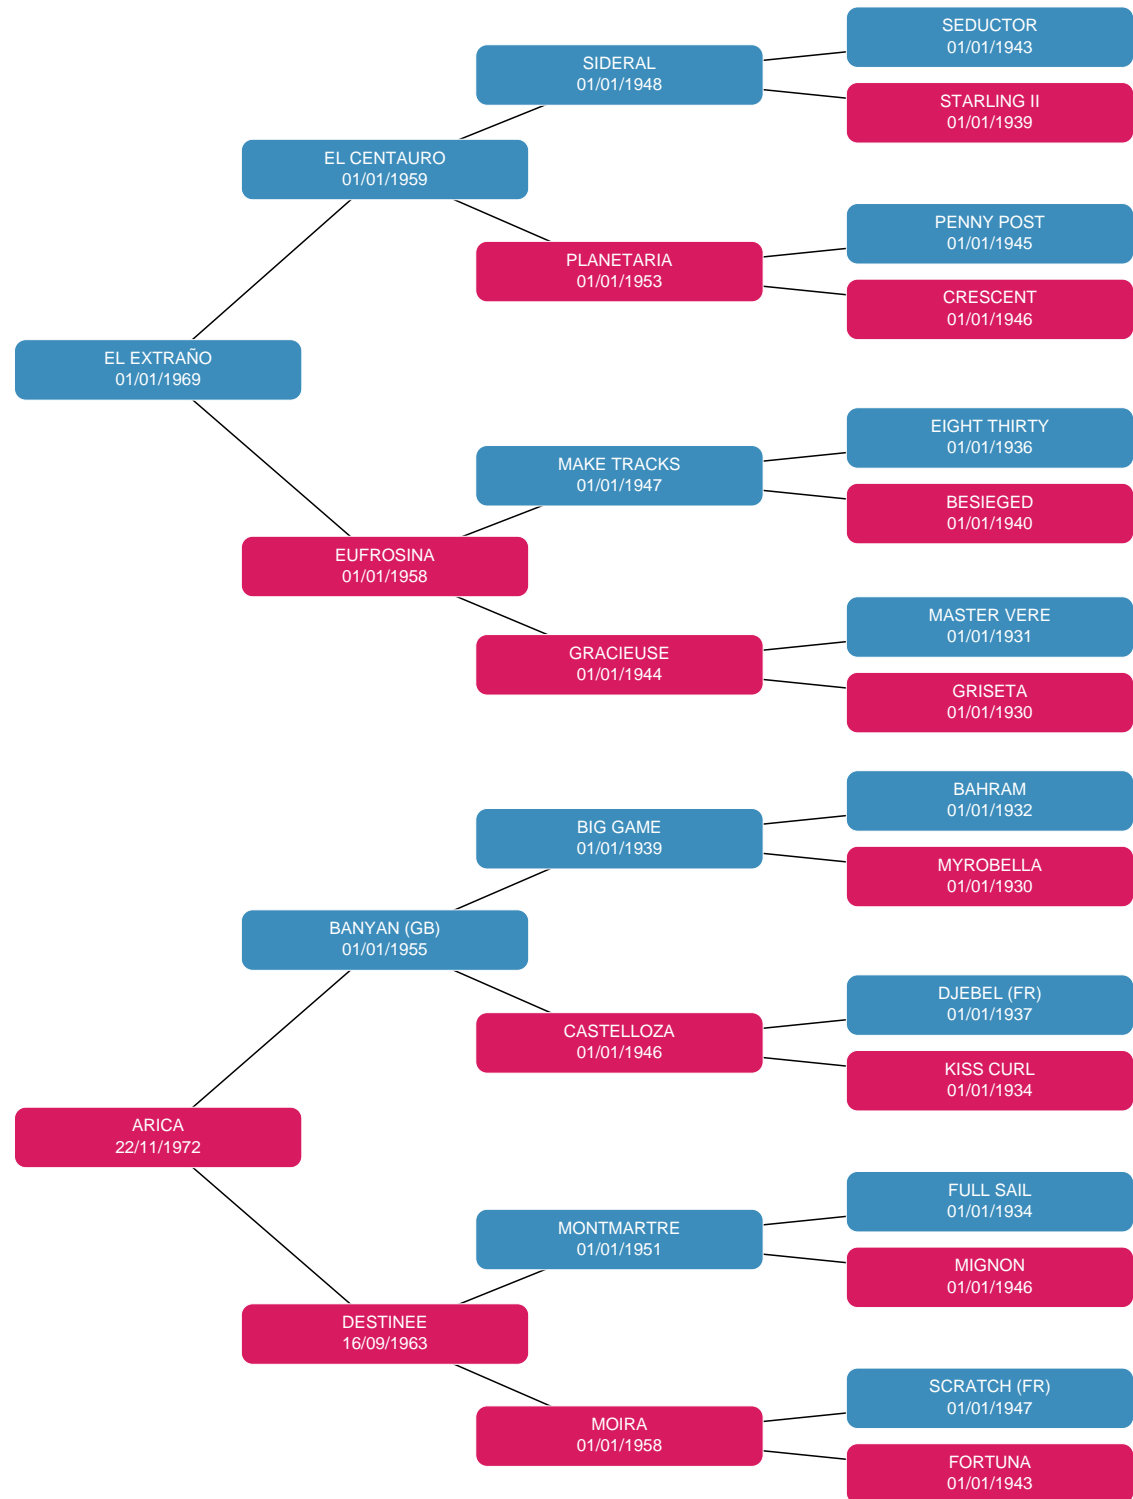 SEDUCTOR
01/01/1943
SIDERAL
01/01/1948
STARLING II
01/01/1939
EL CENTAURO
01/01/1959
PENNY POST
01/01/1945
PLANETARIA
01/01/1953
CRESCENT
01/01/1946
EL EXTRAÑO
01/01/1969
EIGHT THIRTY
01/01/1936
MAKE TRACKS
01/01/1947
BESIEGED
01/01/1940
EUFROSINA
01/01/1958
MASTER VERE
01/01/1931
GRACIEUSE
01/01/1944
GRISETA
01/01/1930
BAHRAM
01/01/1932
BIG GAME
01/01/1939
MYROBELLA
01/01/1930
BANYAN (GB)
01/01/1955
DJEBEL (FR)
01/01/1937
CASTELLOZA
01/01/1946
KISS CURL
01/01/1934
ARICA
22/11/1972
FULL SAIL
01/01/1934
MONTMARTRE
01/01/1951
MIGNON
01/01/1946
DESTINEE
16/09/1963
SCRATCH (FR)
01/01/1947
MOIRA
01/01/1958
FORTUNA
01/01/1943